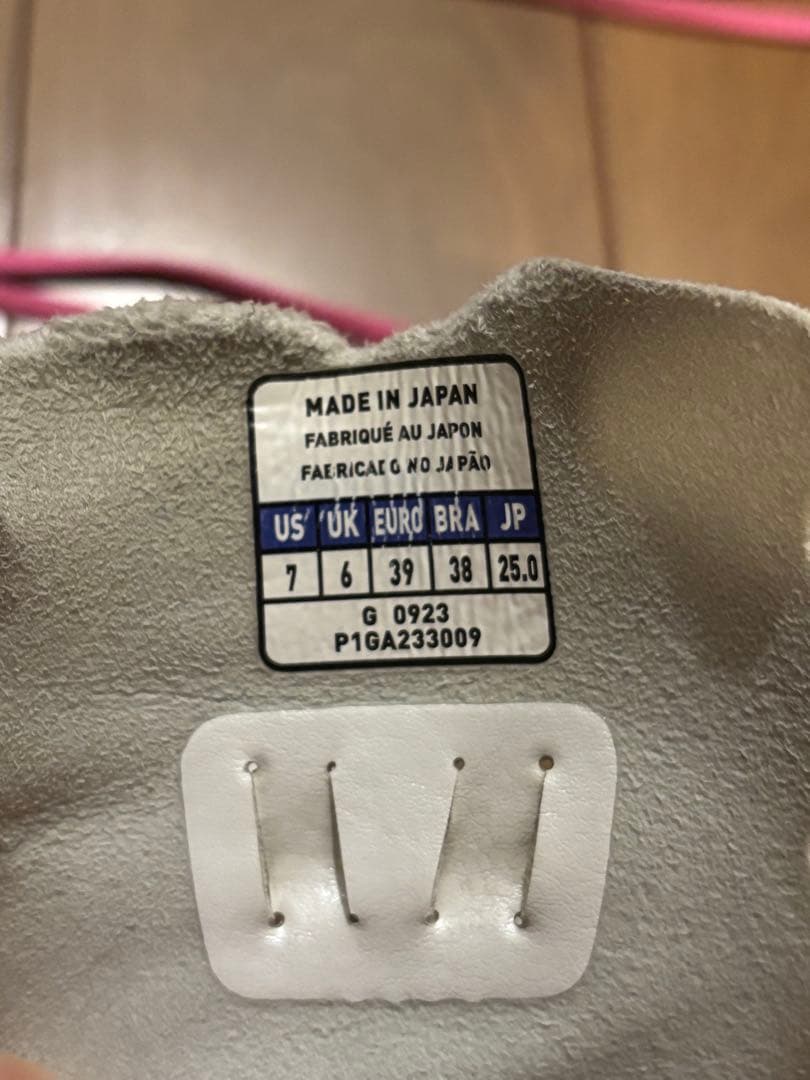 MADE IN JAPAN
FABRIQUÉ AU JAPON
FABRICADO NO JAPÃO
US UK EURO BRA JP
7 6 39 38 25.0
G 0923
P1GA233009